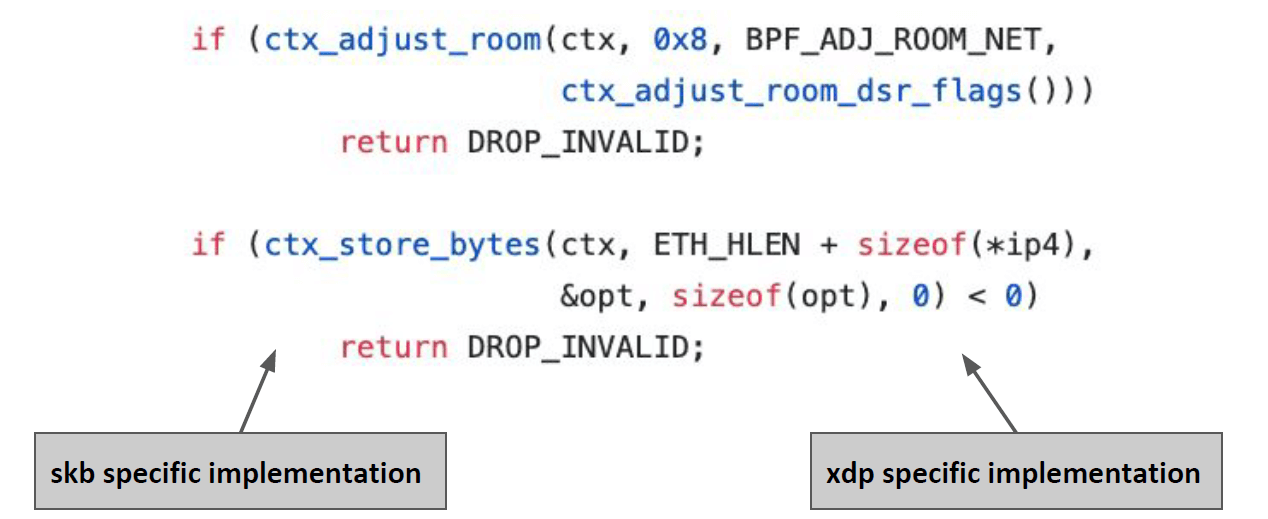 if (ctx_adjust_room(ctx, 0x8, BPF_ADJ_ROOM_NET,
ctx_adjust_room_dsr_flags()))
return DROP_INVALID;
if (ctx_store_bytes(ctx, ETH_HLEN + sizeof(*ip4),
&opt, sizeof(opt), 0) < 0)
return DROP_INVALID;
skb specific implementation
xdp specific implementation